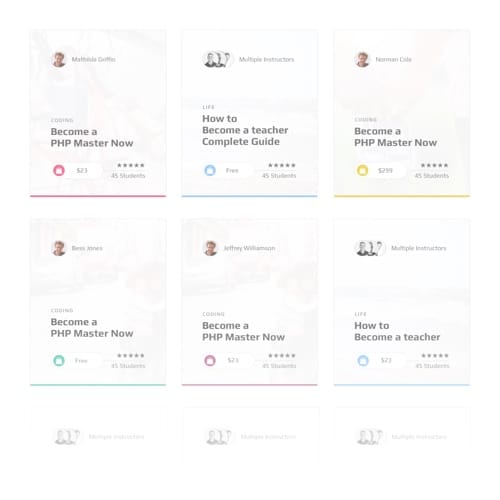 Mathilda Griffin
CODING
Become a
PHP Master Now
$23
★★★★★
45 Students
Multiple Instructors
LIFE
How to
Become a teacher
Complete Guide
Free
★★★★★
45 Students
Norman Cole
CODING
Become a
PHP Master Now
$299
★★★★★
45 Students
Bess Jones
CODING
Become a
PHP Master Now
Free
★★★★★
45 Students
Jeffrey Williamson
CODING
Become a
PHP Master Now
$23
★★★★★
45 Students
Multiple Instructors
LIFE
How to
Become a teacher
$23
★★★★★
45 Students
Multiple Instructors
Multiple Instructors
Multiple Instructors